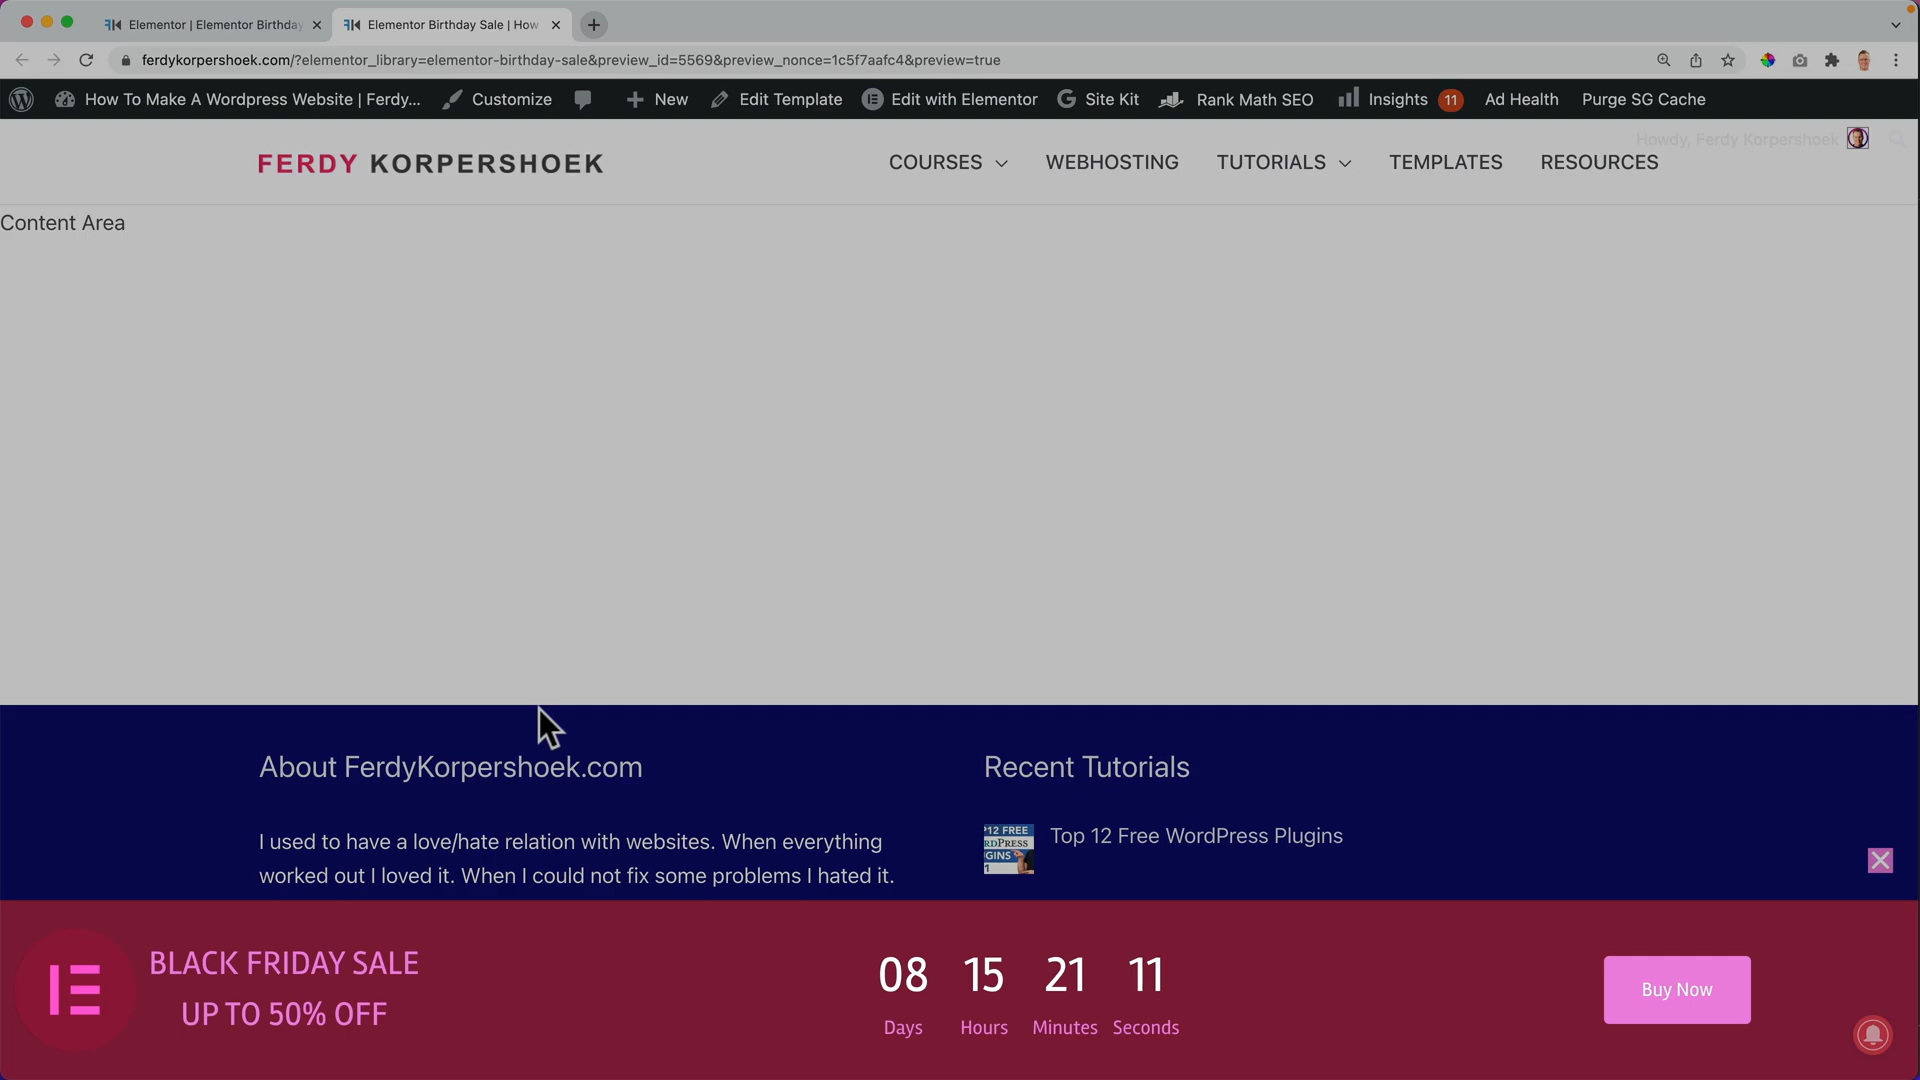 Elementor | Elementor Birthday
Elementor Birthday Sale | How
ferdykorpershoek.com/?elementor_library=elementor-birthday-sale&preview_id=5569&preview_nonce=1c5f7aafc4&preview=true
How To Make A Wordpress Website | Ferdy... Customize New Edit Template Edit with Elementor Site Kit Rank Math SEO Insights 11 Ad Health Purge SG Cache
Howdy, Ferdy Korpershoek
FERDY KORPERSHOEK
COURSES WEBHOSTING TUTORIALS TEMPLATES RESOURCES
Content Area
About FerdyKorpershoek.com
I used to have a love/hate relation with websites. When everything
worked out I loved it. When I could not fix some problems I hated it.
Recent Tutorials
P12 FREE
RDPRESS
GINS
1
Top 12 Free WordPress Plugins
BLACK FRIDAY SALE
UP TO 50% OFF
08 15 21 11
Days Hours Minutes Seconds
Buy Now